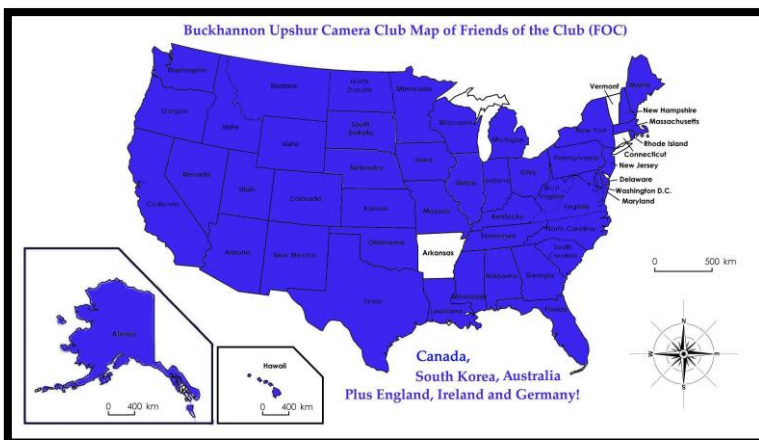 Buckhannon Upshur Camera Club Map of Friends of the Club (FOC)
Washington
Montana
North
Dakota
Minnesota
Vermont
Maine
Oregon
Idaho
Idaho
South
Dakota
Wisconsin
Michigan
New York
New Hampshire
Massachusetts
Rhode Island
Connecticut
New Jersey
Delaware
Washington D.C.
Maryland
Nevada
Utah
Colorado
Nebraska
Iowa
Illinois
Indiana
Ohio
Pennsylvania
West
Virginia
Virginia
California
Kansas
Missouri
Kentucky
North Carolina
Tennessee
South
Carolina
Arizona
New Mexico
Oklahoma
Arkansas
Texas
Louisiana
Mississippi
Alabama
Georgia
Florida
0 500 km
Alaska
0 400 km
Hawaii
0 400 km
Canada,
South Korea, Australia
Plus England, Ireland and Germany!
N
W
E
S